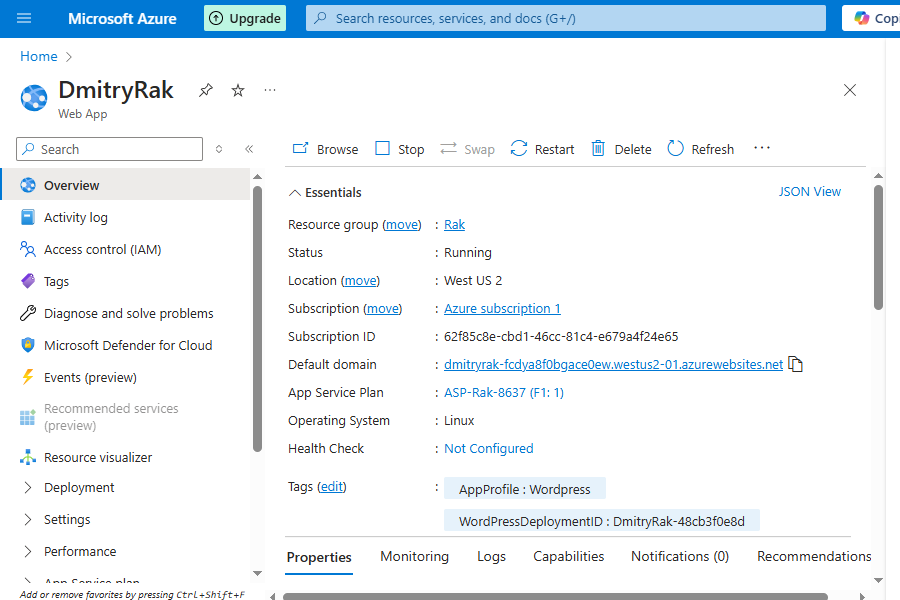 Microsoft Azure
Upgrade
Search resources, services, and docs (G+/)
Home
DmitryRak
Web App
Search
Overview
Activity log
Access control (IAM)
Tags
Diagnose and solve problems
Microsoft Defender for Cloud
Events (preview)
Recommended services
(preview)
Resource visualizer
Deployment
Settings
Performance
App Service plan
Add or remove favorites by pressing Ctrl+Shift+F
Browse Stop Swap Restart Delete Refresh ...
Essentials JSON View
Resource group (move) : Rak
Status : Running
Location (move) : West US 2
Subscription (move) : Azure subscription 1
Subscription ID : 62f85c8e-cbd1-46cc-81c4-e679a4f24e65
Default domain : dmitryrak-fcdya8f0bgace0ew.westus2-01.azurewebsites.net
App Service Plan : ASP-Rak-8637 (F1: 1)
Operating System : Linux
Health Check : Not Configured
Tags (edit) : AppProfile : Wordpress
WordPressDeploymentID : DmitryRak-48cb3f0e8d
Properties Monitoring Logs Capabilities Notifications (0) Recommendations